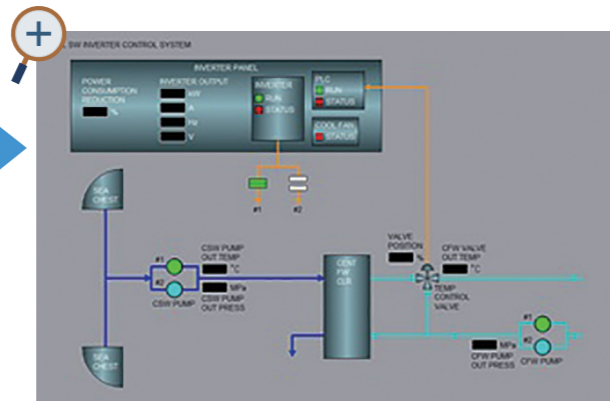 SW INVERTER CONTROL SYSTEM
INVERTER PANEL
POWER
CONSUMPTION
REDUCTION
%
INVERTER OUTPUT
kW
A
Hz
V
INVERTER
RUN
STATUS
PLC
RUN
STATUS
COOL FAN
STATUS
#1
#2
SEA
CHEST
#1
#2
CSW PUMP
CSW PUMP
OUT TEMP
°C
MPa
CSW PUMP
OUT PRESS
CENT
FW
CLR
VALVE
POSITION
%
CFW VALVE
OUT TEMP
°C
TEMP
CONTROL
VALVE
SEA
CHEST
MPa
CFW PUMP
OUT PRESS
#1
#2
CFW PUMP